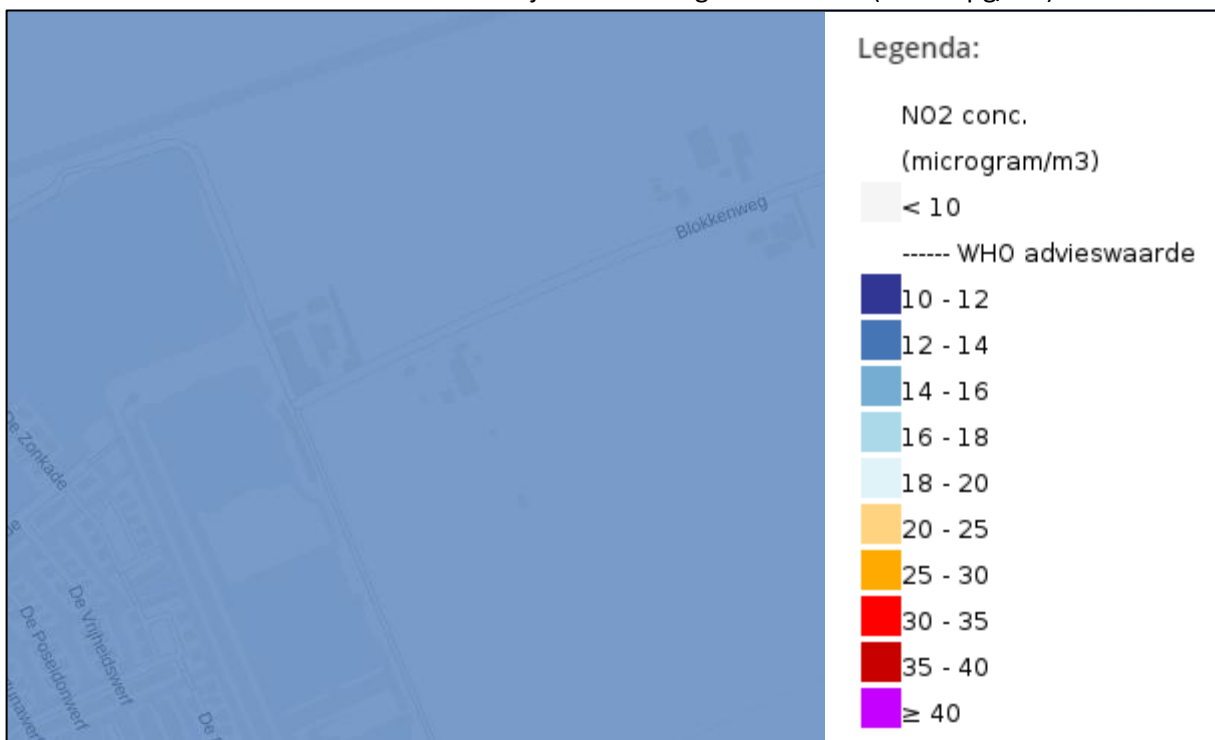 Legenda:
NO2 conc.
(microgram/m3)
< 10
------ WHO advieswaarde
10 - 12
12 - 14
14 - 16
16 - 18
18 - 20
20 - 25
25 - 30
30 - 35
35 - 40
≥ 40
Blokkenweg
De Zonkade
De Vrijheidswerf
De Poseidonwerf
De